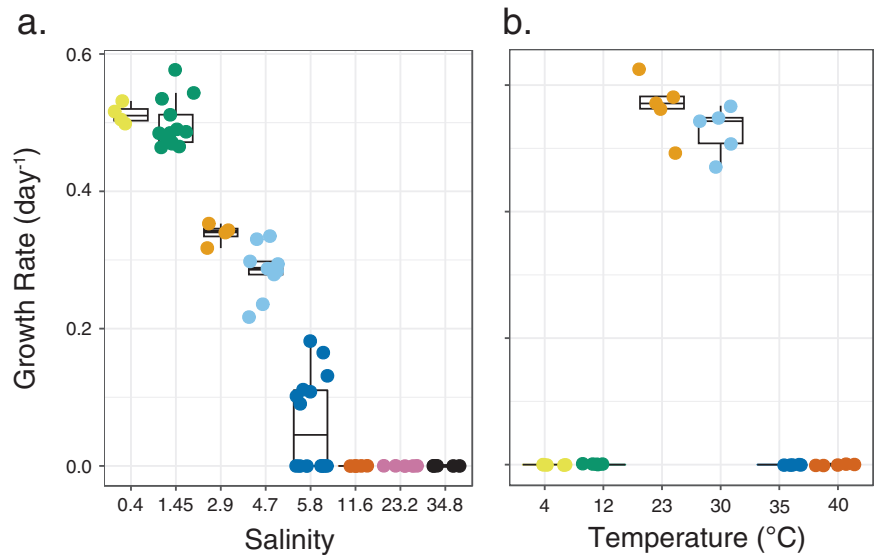 a.
b.
0.6
0.4
0.2
0.0
Growth Rate (day⁻¹)
0.4 1.45 2.9 4.7 5.8 11.6 23.2 34.8
Salinity
4 12 23 30 35 40
Temperature (°C)